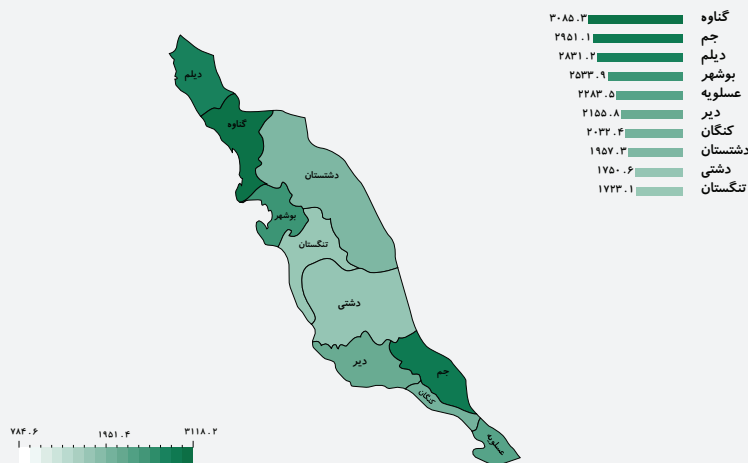 گناوه ۳۰۸۵.۳
جم ۲۹۵۱.۱
دیلم ۲۸۳۱.۲
بوشهر ۲۵۳۳.۹
عسلویه ۲۲۸۳.۵
دیر ۲۱۵۵.۸
کنگان ۲۰۳۲.۴
دشتستان ۱۹۵۷.۳
دشتی ۱۷۵۰.۶
تنگستان ۱۷۲۳.۱
دیلم
گناوه
دشتستان
بوشهر
تنگستان
دشتی
دیر
جم
کنگان
عسلویه
۷۸۴.۶ ۱۹۵۱.۴ ۳۱۱۸.۲